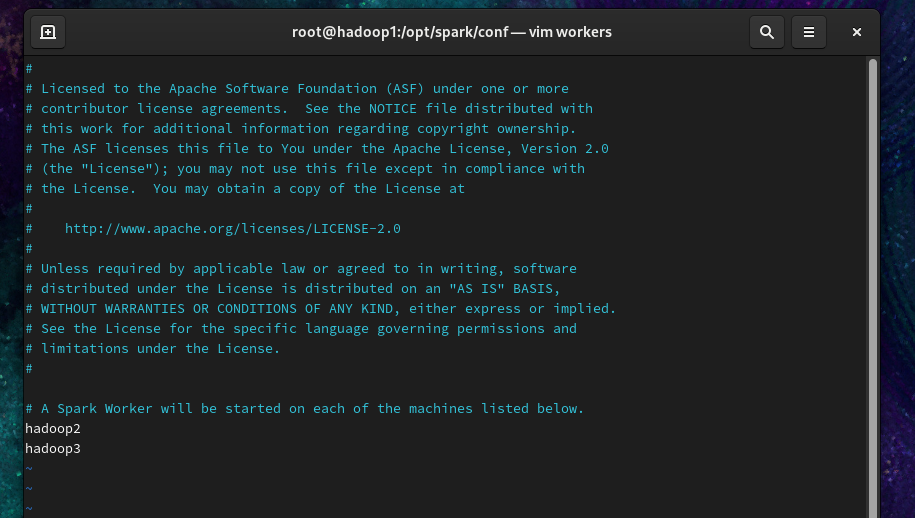 root@hadoop1:/opt/spark/conf — vim workers
#
# Licensed to the Apache Software Foundation (ASF) under one or more
# contributor license agreements.  See the NOTICE file distributed with
# this work for additional information regarding copyright ownership.
# The ASF licenses this file to You under the Apache License, Version 2.0
# (the "License"); you may not use this file except in compliance with
# the License.  You may obtain a copy of the License at
#
#    http://www.apache.org/licenses/LICENSE-2.0
#
# Unless required by applicable law or agreed to in writing, software
# distributed under the License is distributed on an "AS IS" BASIS,
# WITHOUT WARRANTIES OR CONDITIONS OF ANY KIND, either express or implied.
# See the License for the specific language governing permissions and
# limitations under the License.
#
# A Spark Worker will be started on each of the machines listed below.
hadoop2
hadoop3
~
~
~